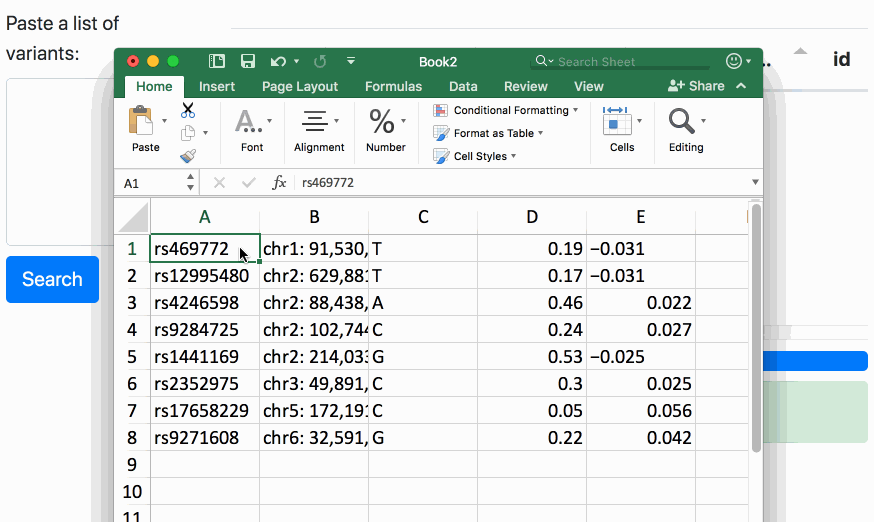 Paste a list of
variants:
id
Search
Book2
Search Sheet
Home Insert Page Layout Formulas Data Review View Share
Paste Font Alignment Number Conditional Formatting Format as Table Cell Styles Cells Editing
A1 fx rs469772
A B C D E
1 rs469772 chr1: 91,530, T 0.19 −0.031
2 rs12995480 chr2: 629,881 T 0.17 −0.031
3 rs4246598 chr2: 88,438, A 0.46 0.022
4 rs9284725 chr2: 102,744 C 0.24 0.027
5 rs1441169 chr2: 214,033 G 0.53 −0.025
6 rs2352975 chr3: 49,891, C 0.3 0.025
7 rs17658229 chr5: 172,191 C 0.05 0.056
8 rs9271608 chr6: 32,591, G 0.22 0.042
9
10
11